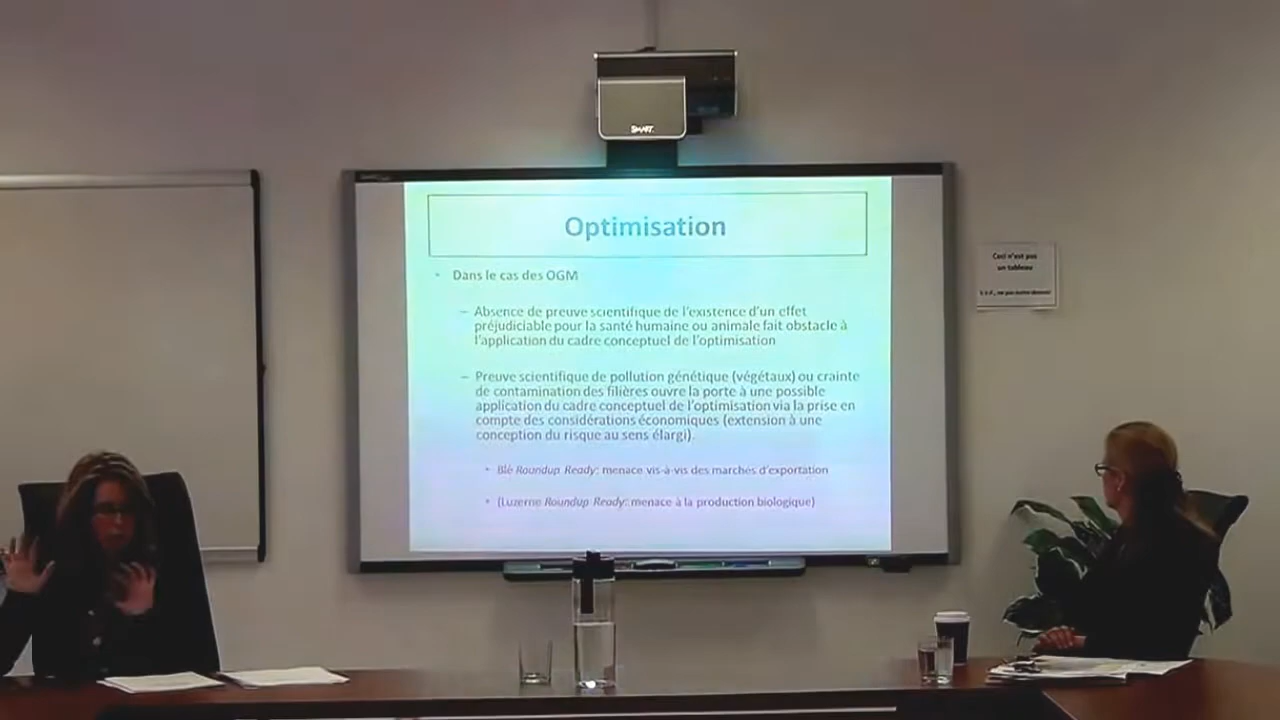 SMART
Optimisation
• Dans le cas des OGM
– Absence de preuve scientifique de l'existence d'un effet
préjudiciable pour la santé humaine ou animale fait obstacle à
l'application du cadre conceptuel de l'optimisation
– Preuve scientifique de pollution génétique (végétaux) ou crainte
de contamination des filières ouvre la porte à une possible
application du cadre conceptuel de l'optimisation via la prise en
compte des considérations économiques (extension à une
conception du risque au sens élargi).
• Blé Roundup Ready: menace vis-à-vis des marchés d'exportation
• (Luzerne Roundup Ready: menace à la production biologique)
Ceci n'est pas
un tableau
S.V.P., ne pas écrire dessus!